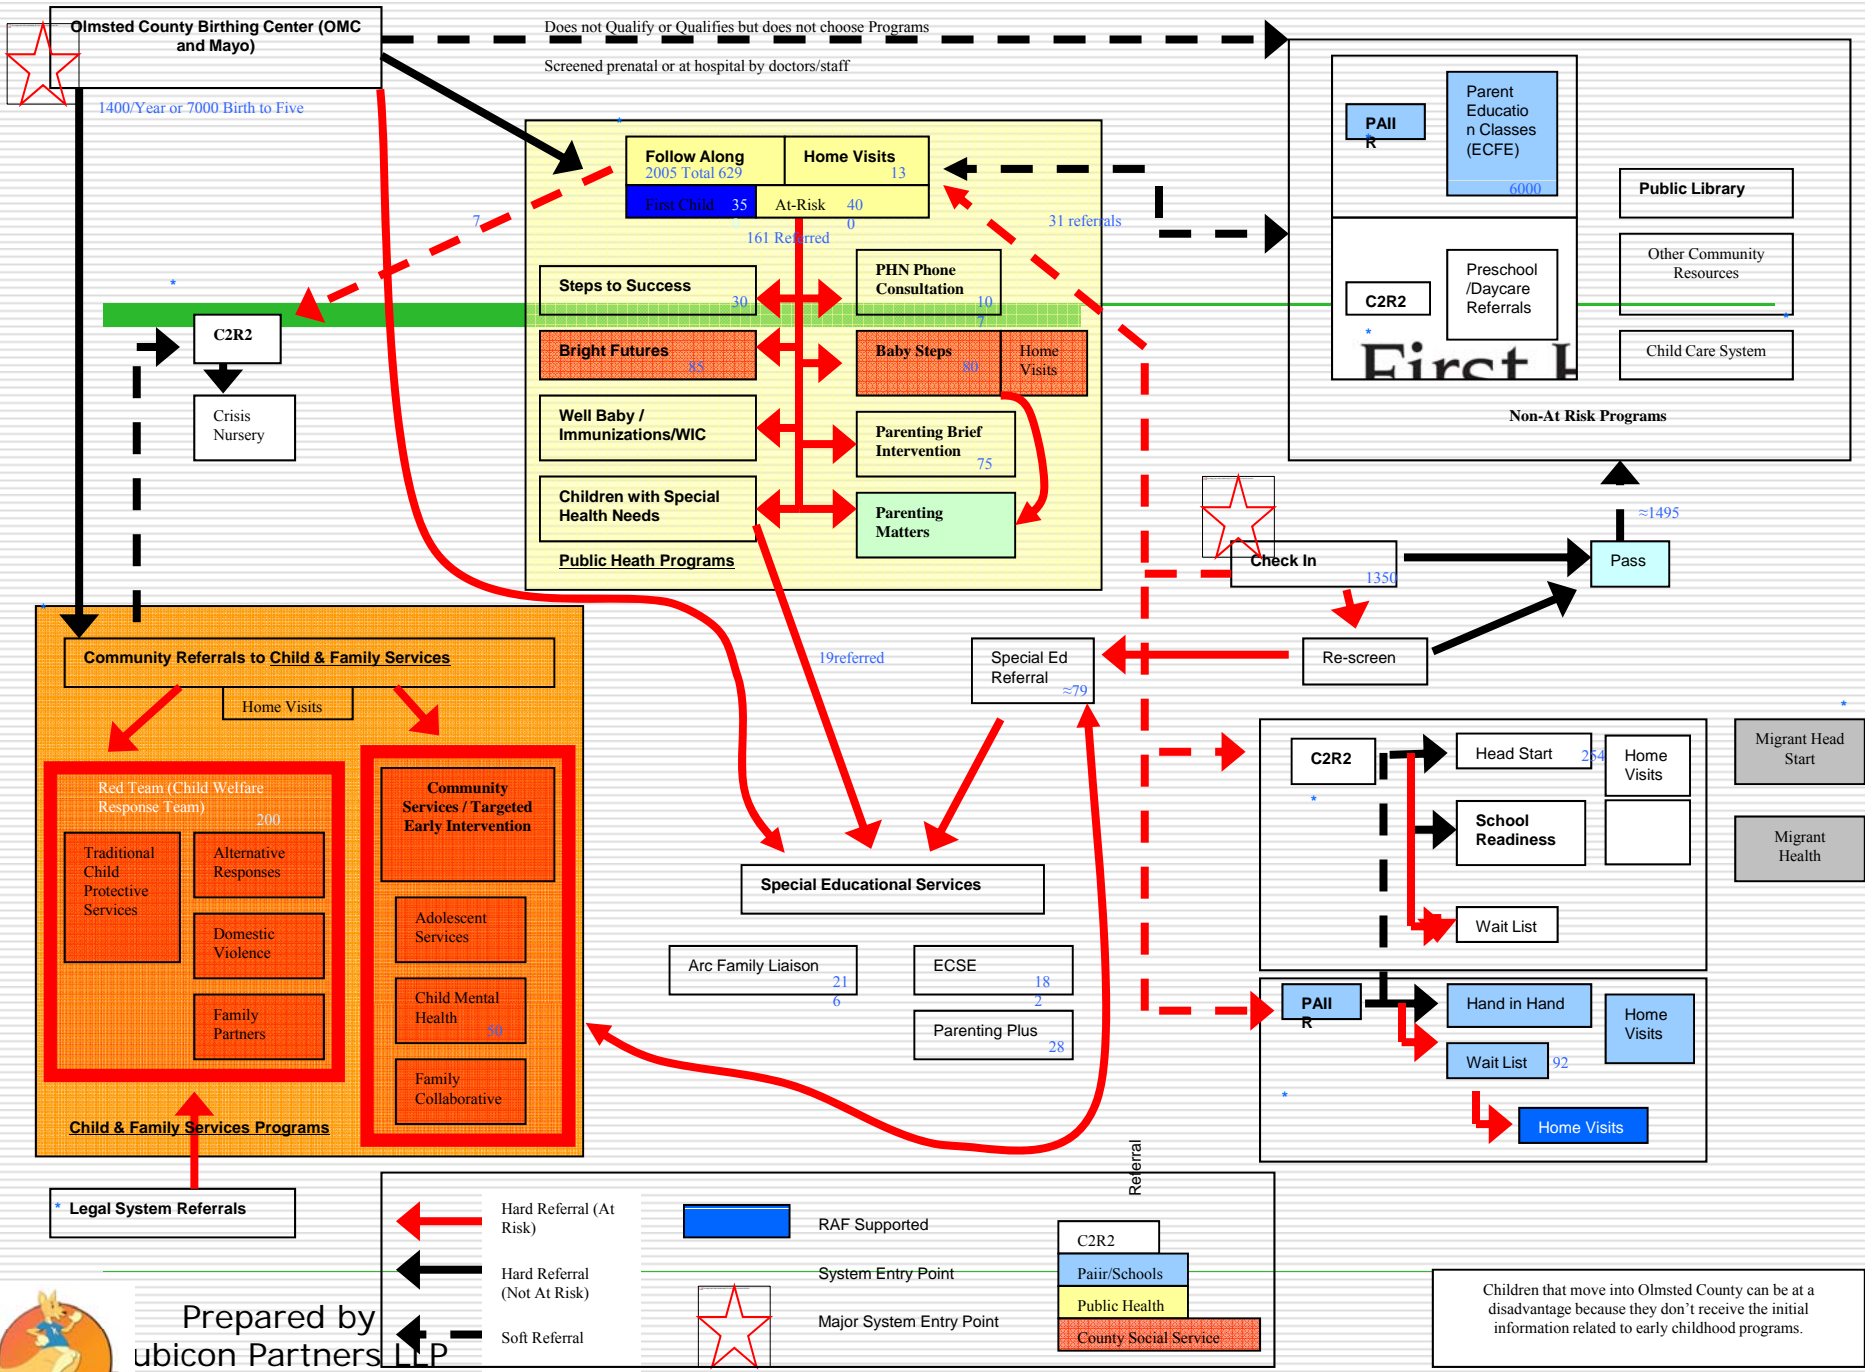 Olmsted County Birthing Center (OMC
and Mayo)
Does not Qualify or Qualifies but does not choose Programs
Screened prenatal or at hospital by doctors/staff
1400/Year or 7000 Birth to Five
*
Follow Along
2005 Total 629
Home Visits
13
First Child 35
At-Risk 40
0
161 Referred
7
31 referrals
Steps to Success
30
PHN Phone
Consultation
10
7
Bright Futures
85
Baby Steps
80
Home
Visits
Well Baby /
Immunizations/WIC
Parenting Brief
Intervention
75
Children with Special
Health Needs
Parenting
Matters
Public Heath Programs
PAII
R
*
Parent
Educatio
n Classes
(ECFE)
6000
Public Library
C2R2
*
Preschool
/Daycare
Referrals
Other Community
Resources
*
Child Care System
First
Non-At Risk Programs
*
C2R2
Crisis
Nursery
≈1495
Check In
1350
Pass
Re-screen
Special Ed
Referral
≈79
19referred
*
Community Referrals to Child & Family Services
Home Visits
Red Team (Child Welfare
Response Team)
200
Traditional
Child
Protective
Services
Alternative
Responses
Domestic
Violence
Family
Partners
Community
Services / Targeted
Early Intervention
Adolescent
Services
Child Mental
Health
50
Family
Collaborative
Child & Family Services Programs
* Legal System Referrals
Special Educational Services
Arc Family Liaison
21
6
ECSE
18
2
Parenting Plus
28
C2R2
*
Head Start
254
Home
Visits
School
Readiness
Wait List
*
Migrant Head
Start
Migrant
Health
PAII
R
Hand in Hand
Home
Visits
Wait List
92
*
Home Visits
Referral
Hard Referral (At
Risk)
Hard Referral
(Not At Risk)
Soft Referral
RAF Supported
System Entry Point
Major System Entry Point
C2R2
Paiir/Schools
Public Health
County Social Service
Children that move into Olmsted County can be at a
disadvantage because they don't receive the initial
information related to early childhood programs.
Prepared by
ubicon Partners LLP